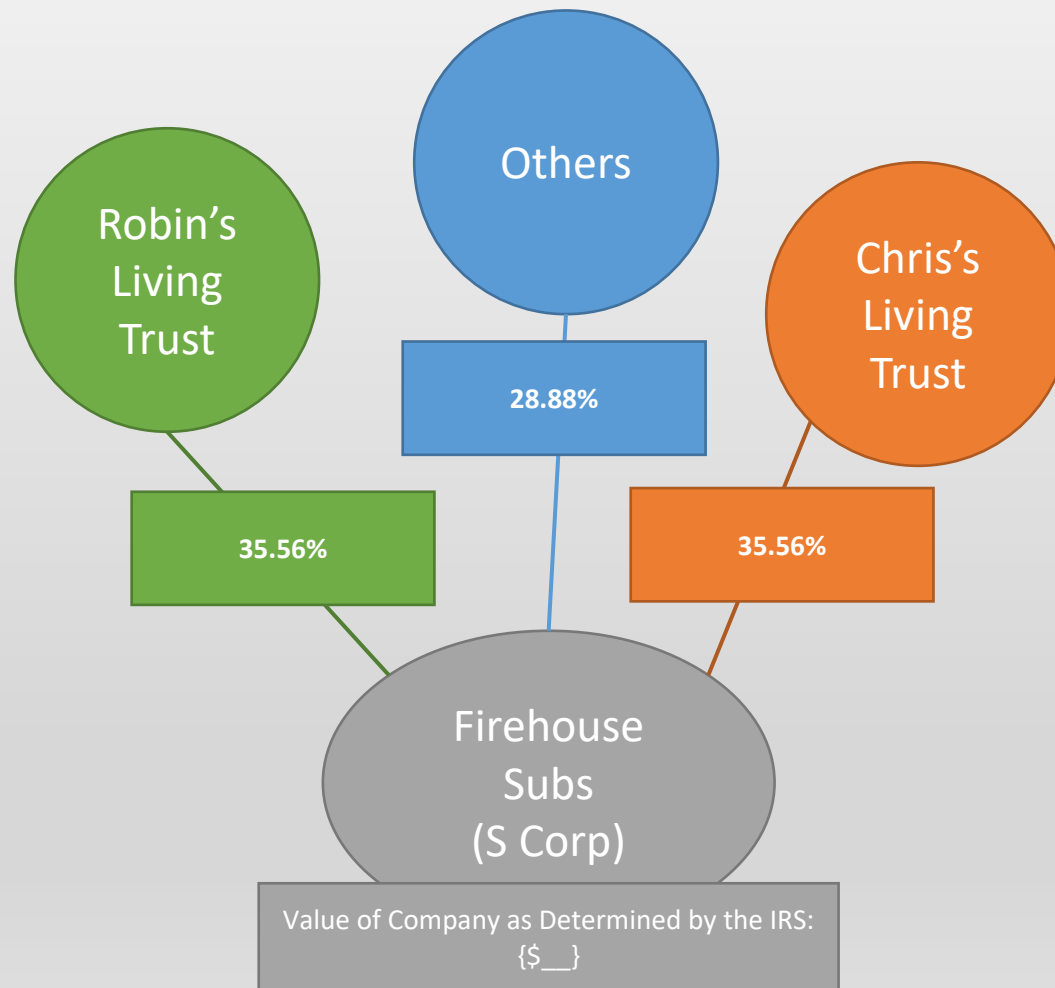 Others
Robin’s
Living
Trust
Chris’s
Living
Trust
28.88%
35.56%
35.56%
Firehouse
Subs
(S Corp)
Value of Company as Determined by the IRS:
{$__}